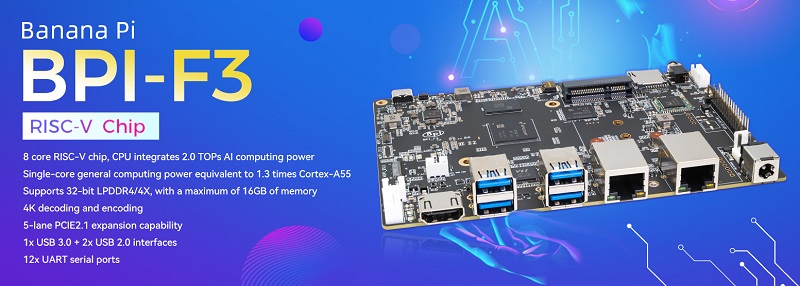 Banana Pi
BPI-F3
RISC-V Chip
8 core RISC-V chip, CPU integrates 2.0 TOPs AI computing power
Single-core general computing power equivalent to 1.3 times Cortex-A55
Supports 32-bit LPDDR4/4X, with a maximum of 16GB of memory
4K decoding and encoding
5-lane PCIE2.1 expansion capability
1x USB 3.0 + 2x USB 2.0 interfaces
12x UART serial ports
AI